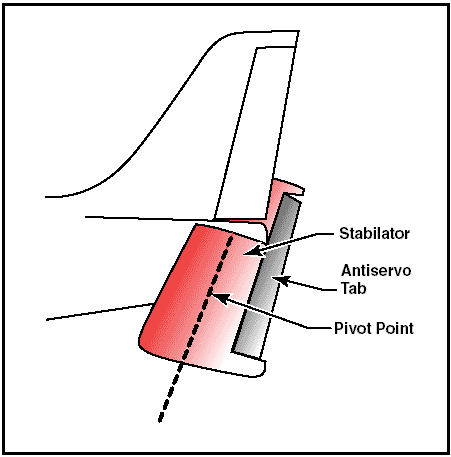 Stabilator
Antiservo
Tab
Pivot Point